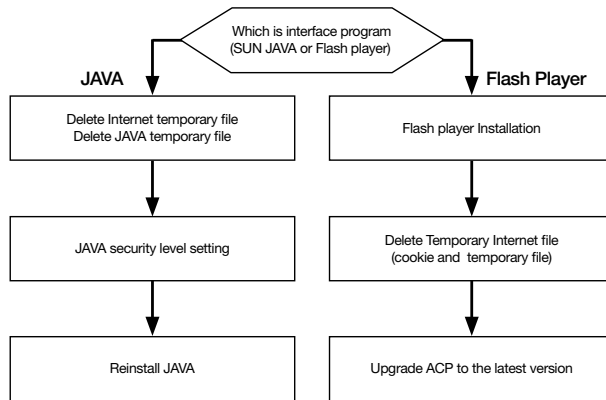 Which is interface program
(SUN JAVA or Flash player)
JAVA
Flash Player
Delete Internet temporary file
Delete JAVA temporary file
Flash player Installation
JAVA security level setting
Delete Temporary Internet file
(cookie and temporary file)
Reinstall JAVA
Upgrade ACP to the latest version